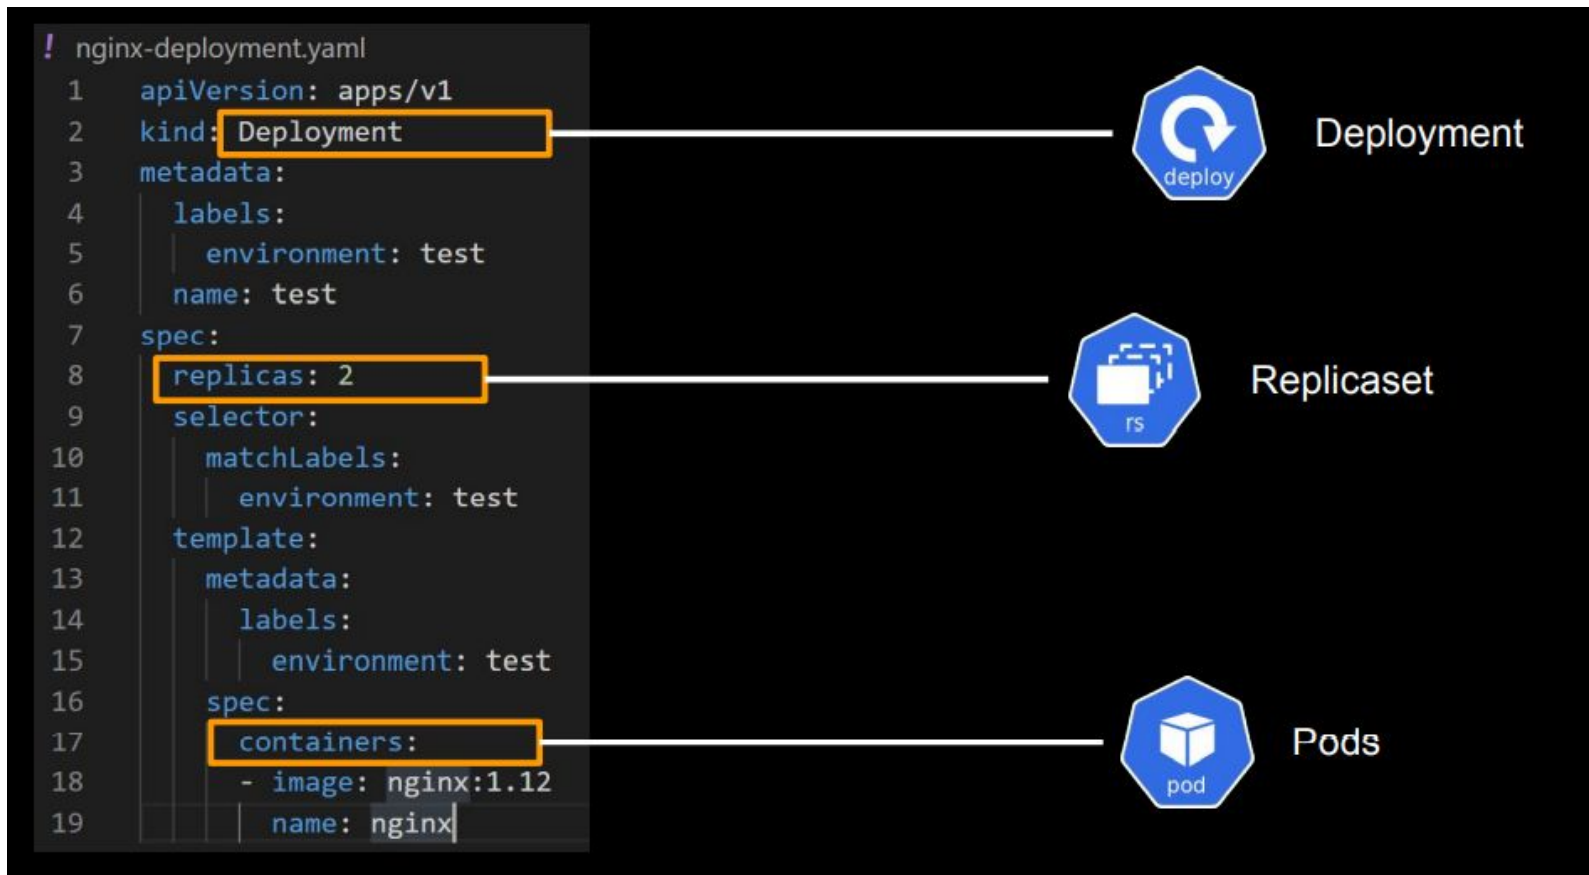 ! nginx-deployment.yaml
1 apiVersion: apps/v1
2 kind: Deployment
3 metadata:
4   labels:
5     environment: test
6   name: test
7 spec:
8   replicas: 2
9   selector:
10     matchLabels:
11       environment: test
12   template:
13     metadata:
14       labels:
15         environment: test
16     spec:
17       containers:
18       - image: nginx:1.12
19         name: nginx
deploy
Deployment
rs
Replicaset
pod
Pods